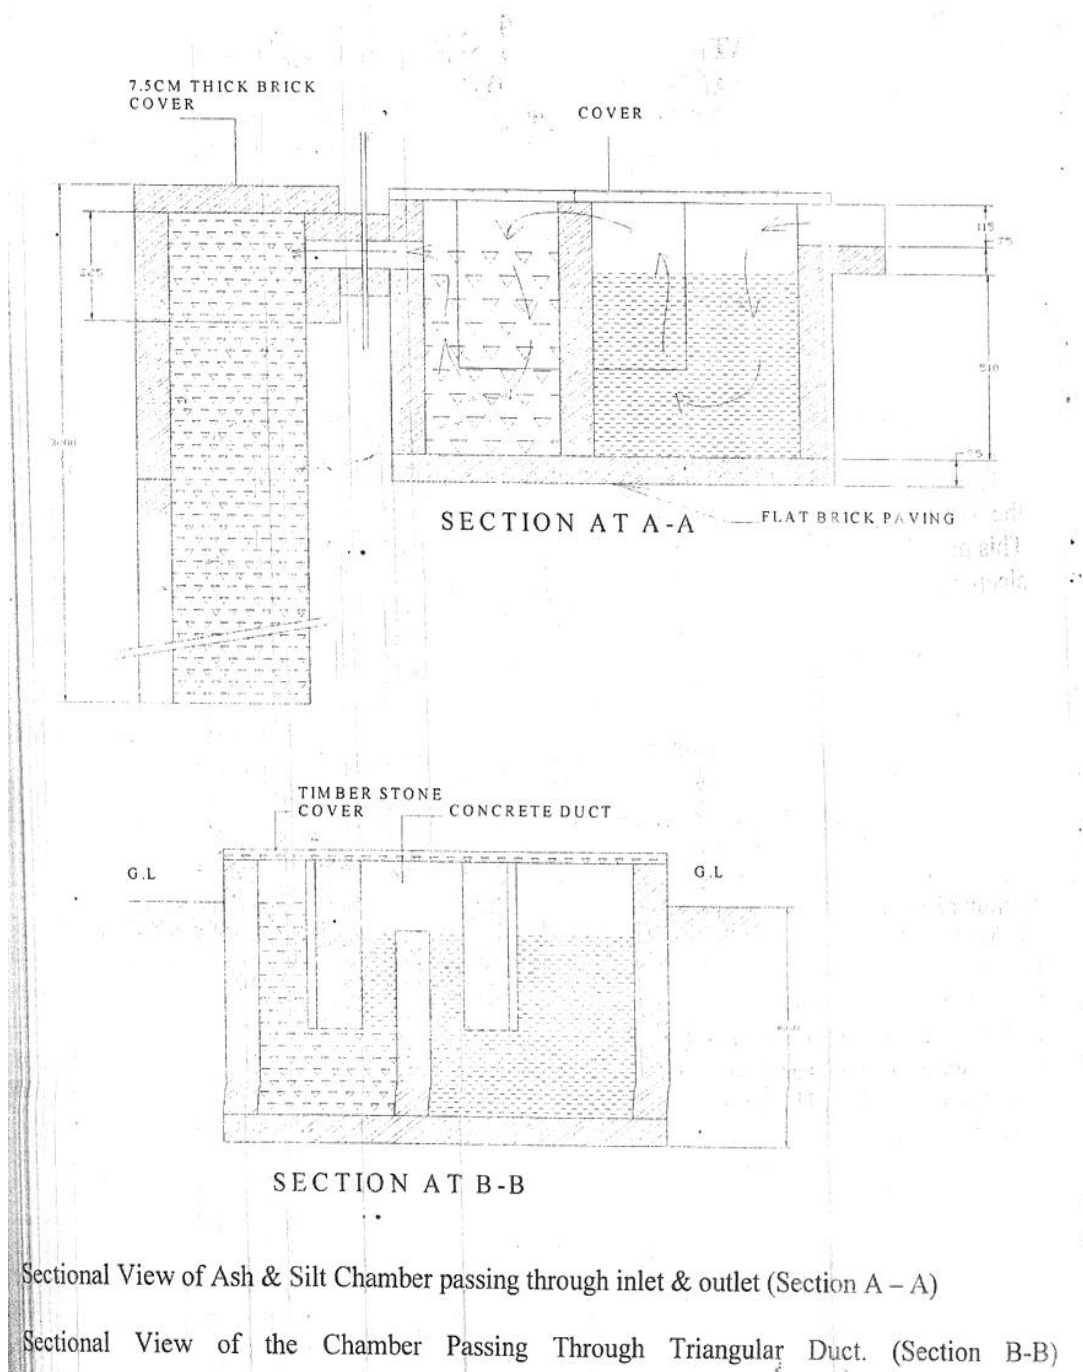 7.5CM THICK BRICK
COVER
COVER
115
75
510
SECTION AT A-A
FLAT BRICK PAVING
TIMBER STONE
COVER
CONCRETE DUCT
G.L
G.L
SECTION AT B-B
Sectional View of Ash & Silt Chamber passing through inlet & outlet (Section A – A)
Sectional View of the Chamber Passing Through Triangular Duct. (Section B-B)